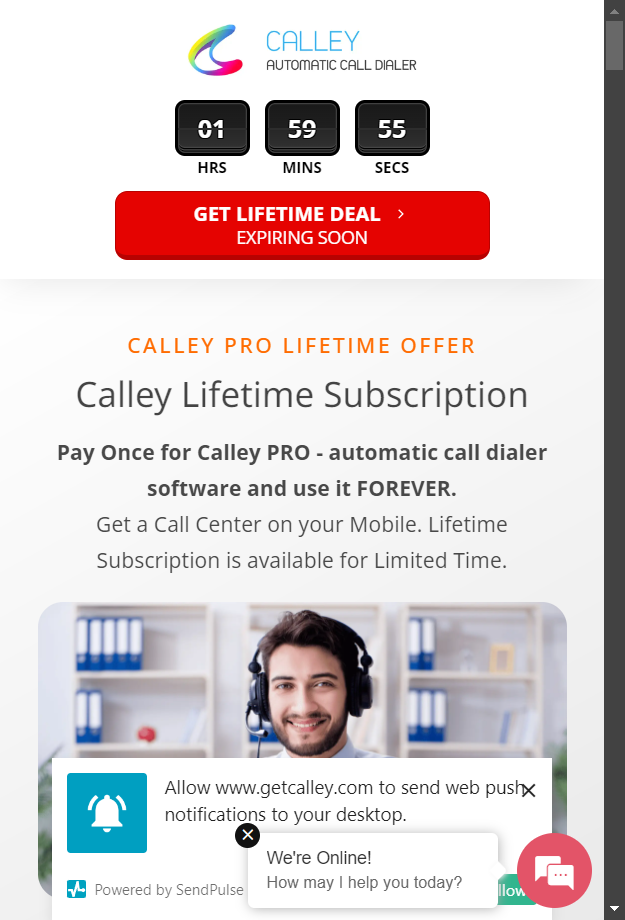 CALLEY
AUTOMATIC CALL DIALER
01 59 55
HRS MINS SECS
GET LIFETIME DEAL
EXPIRING SOON
CALLEY PRO LIFETIME OFFER
Calley Lifetime Subscription
Pay Once for Calley PRO - automatic call dialer
software and use it FOREVER.
Get a Call Center on your Mobile. Lifetime
Subscription is available for Limited Time.
Allow www.getcalley.com to send web push
notifications to your desktop.
We're Online!
How may I help you today?
Powered by SendPulse